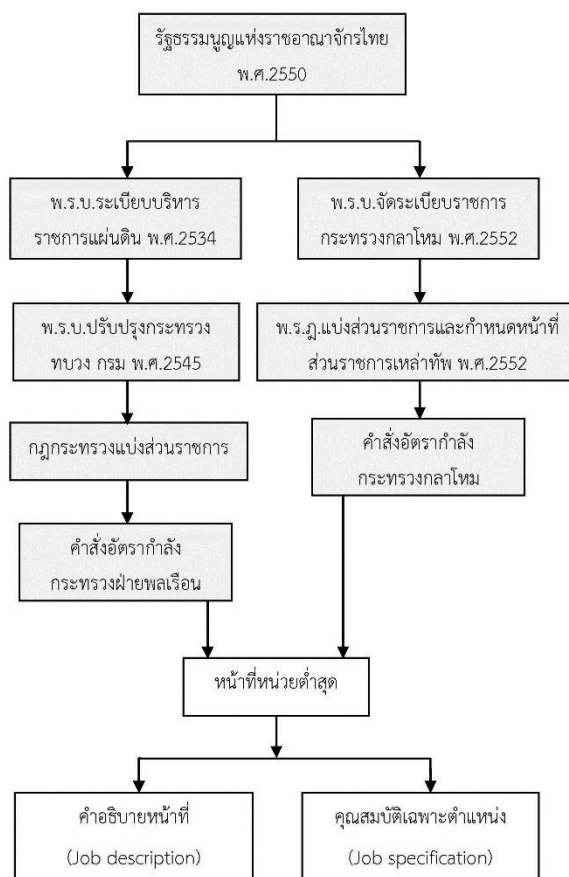 รัฐธรรมนูญแห่งราชอาณาจักรไทย
พ.ศ.2550
พ.ร.บ.ระเบียบบริหาร
ราชการแผ่นดิน พ.ศ.2534
พ.ร.บ.จัดระเบียบราชการ
กระทรวงกลาโหม พ.ศ.2552
พ.ร.บ.ปรับปรุงกระทรวง
ทบวง กรม พ.ศ.2545
พ.ร.ฎ.แบ่งส่วนราชการและกำหนดหน้าที่
ส่วนราชการเหล่าทัพ พ.ศ.2552
กฎกระทรวงแบ่งส่วนราชการ
คำสั่งอัตรากำลัง
กระทรวงกลาโหม
คำสั่งอัตรากำลัง
กระทรวงฝ่ายพลเรือน
หน้าที่หน่วยต่ำสุด
คำอธิบายหน้าที่
(Job description)
คุณสมบัติเฉพาะตำแหน่ง
(Job specification)